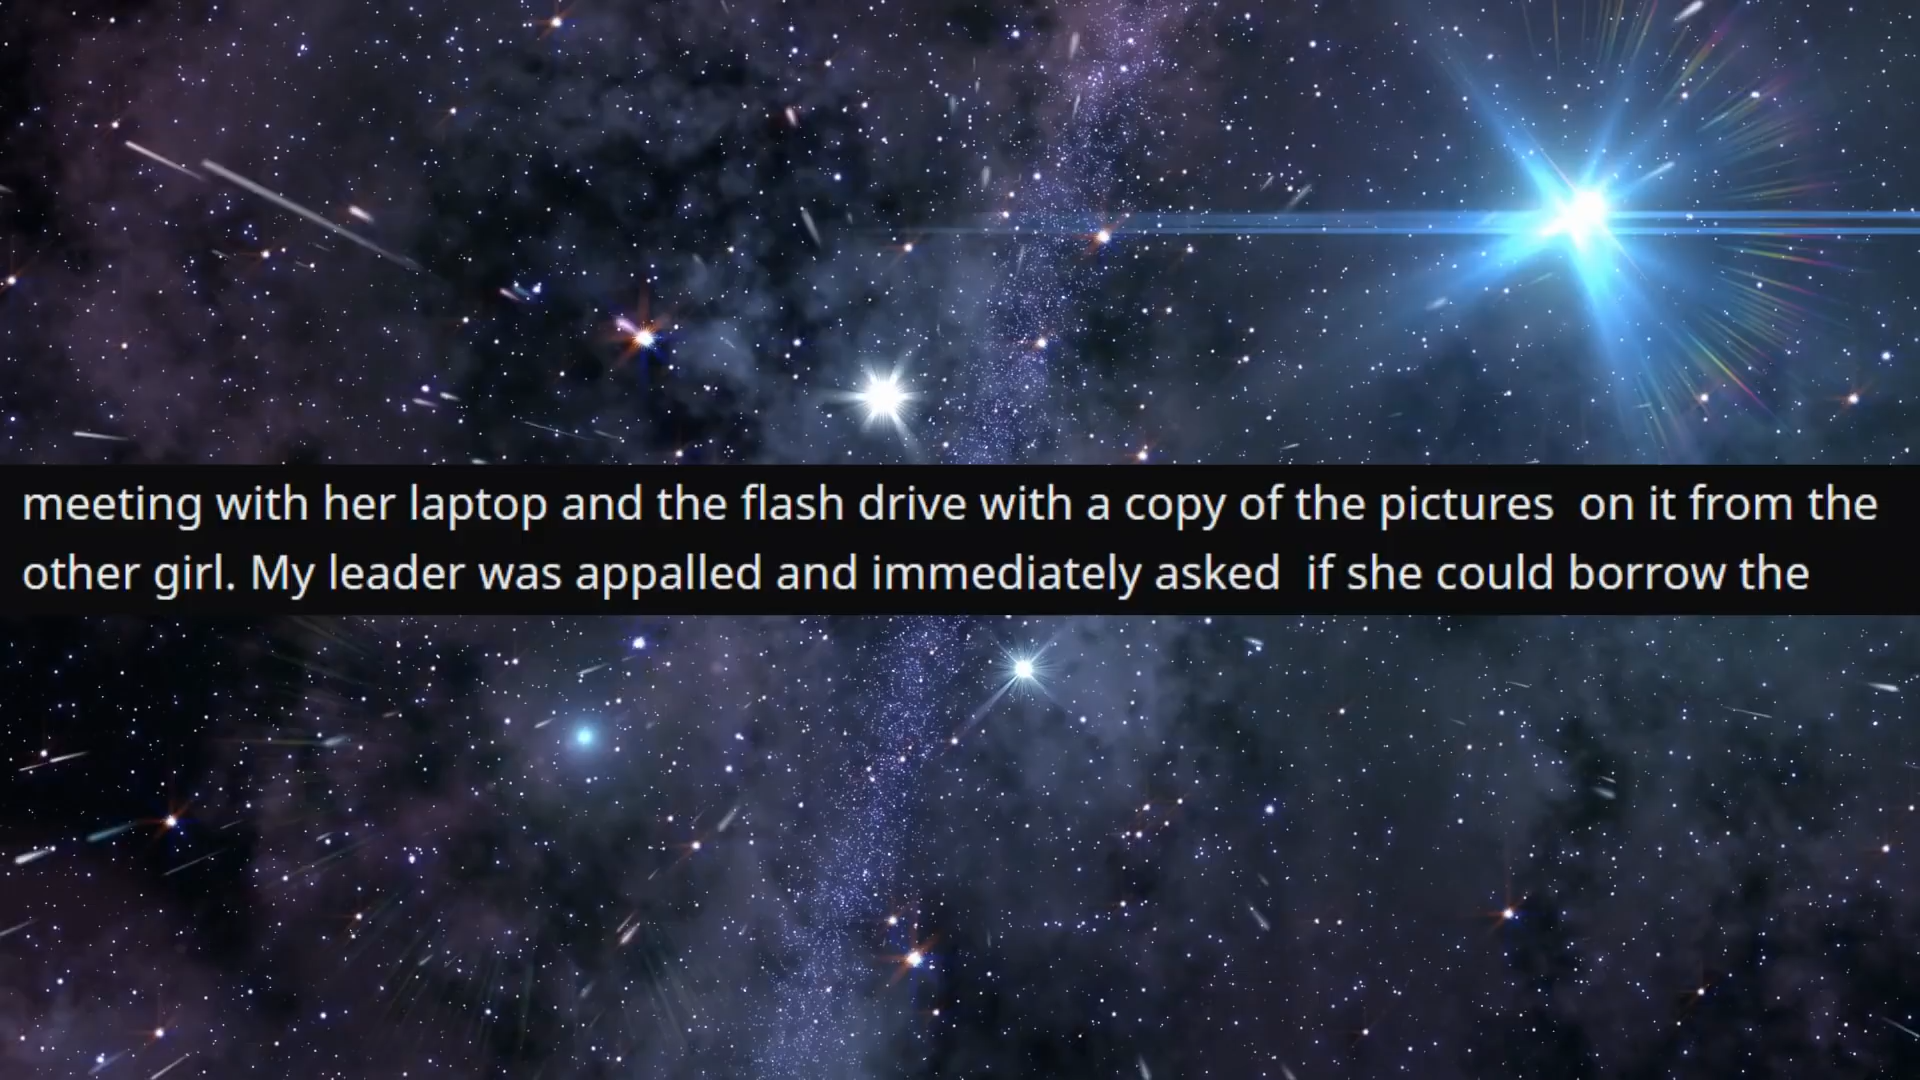 meeting with her laptop and the flash drive with a copy of the pictures  on it from the
other girl. My leader was appalled and immediately asked  if she could borrow the